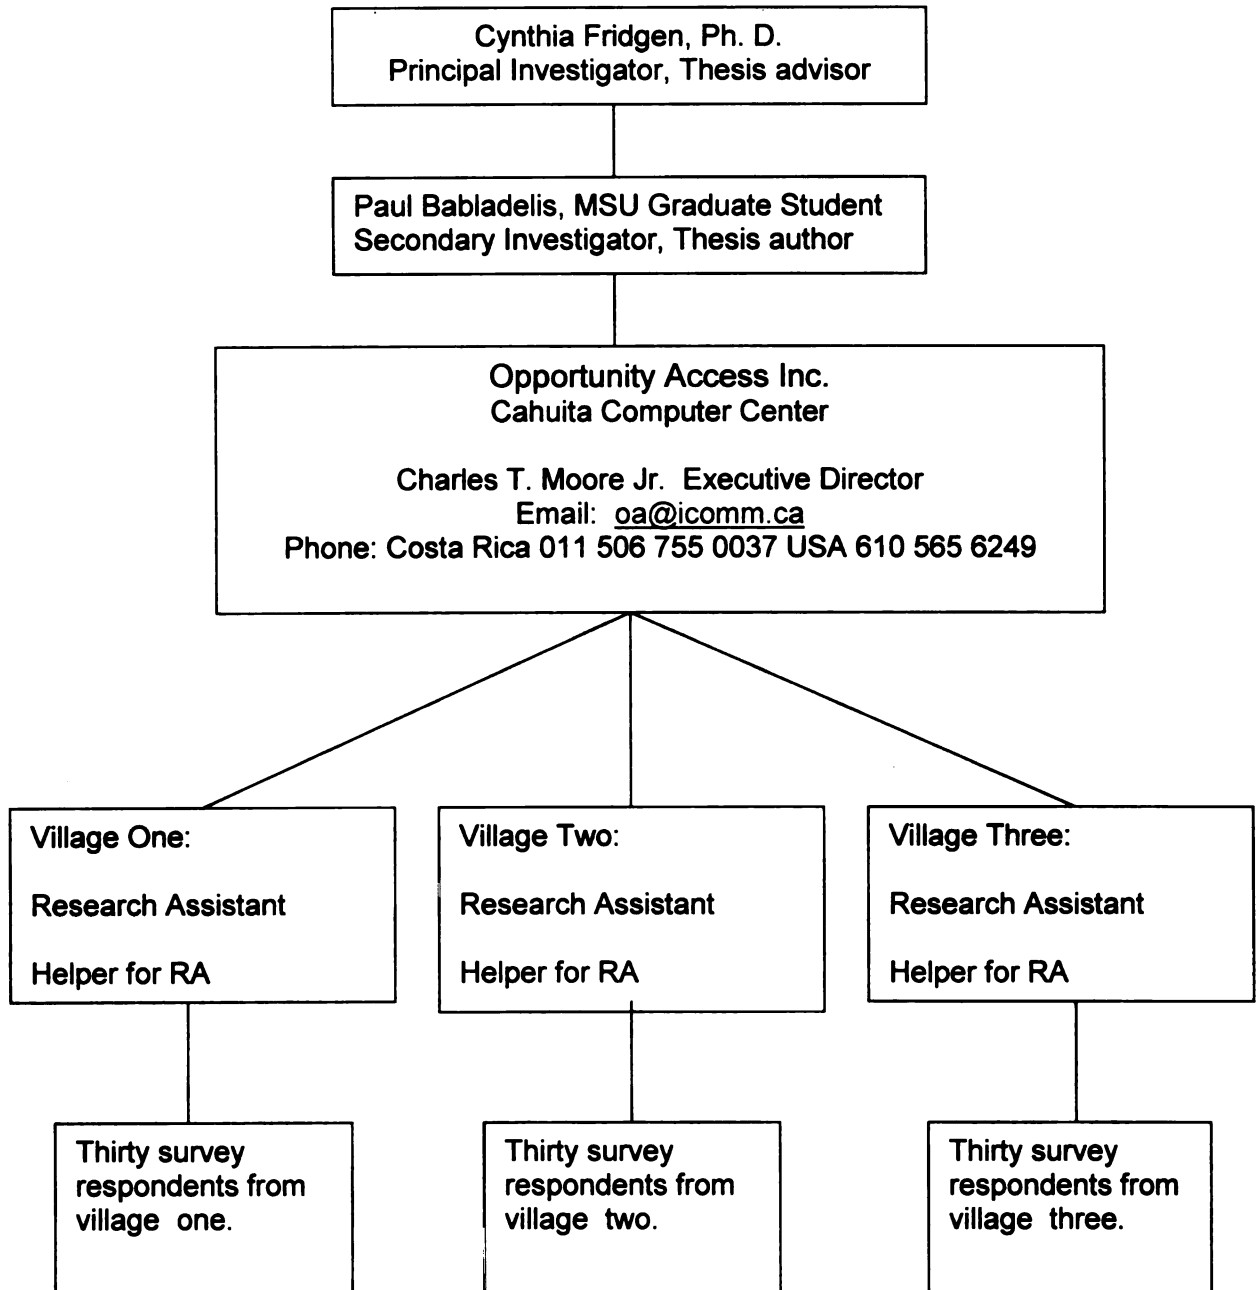 Cynthia Fridgen, Ph. D.
Principal Investigator, Thesis advisor
Paul Babladelis, MSU Graduate Student
Secondary Investigator, Thesis author
Opportunity Access Inc.
Cahuita Computer Center
Charles T. Moore Jr. Executive Director
Email: oa@icomm.ca
Phone: Costa Rica 011 506 755 0037 USA 610 565 6249
Village One:
Research Assistant
Helper for RA
Village Two:
Research Assistant
Helper for RA
Village Three:
Research Assistant
Helper for RA
Thirty survey
respondents from
village one.
Thirty survey
respondents from
village two.
Thirty survey
respondents from
village three.